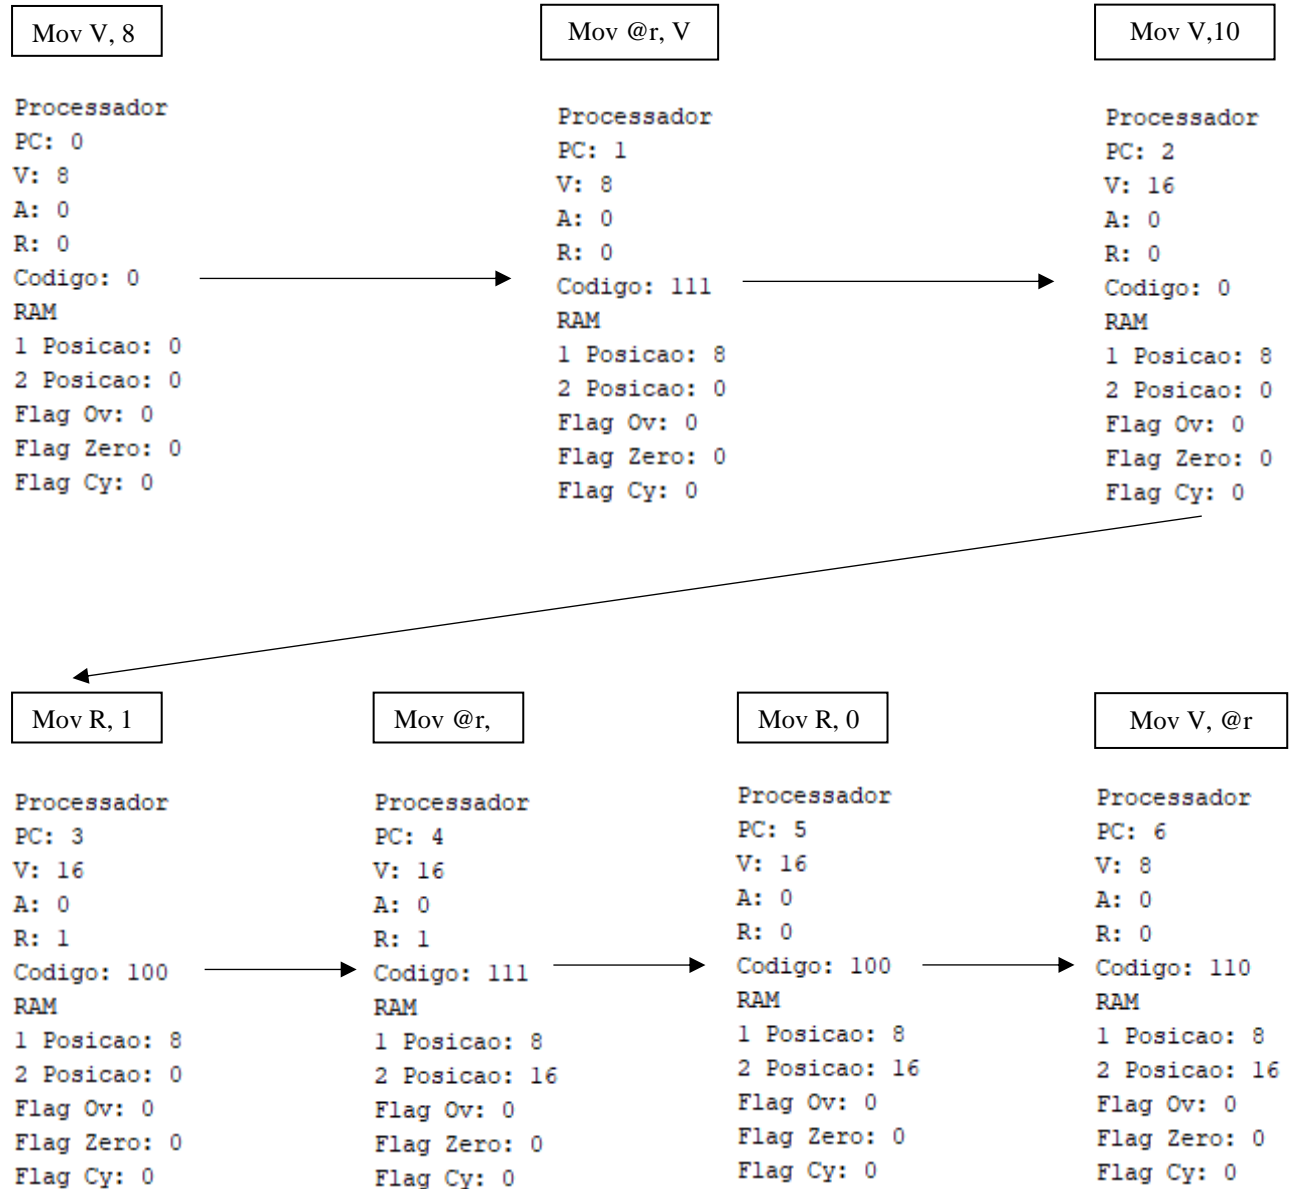 Mov V, 8
Processador
PC: 0
V: 8
A: 0
R: 0
Codigo: 0
RAM
1 Posicao: 0
2 Posicao: 0
Flag Ov: 0
Flag Zero: 0
Flag Cy: 0
Mov @r, V
Processador
PC: 1
V: 8
A: 0
R: 0
Codigo: 111
RAM
1 Posicao: 8
2 Posicao: 0
Flag Ov: 0
Flag Zero: 0
Flag Cy: 0
Mov V,10
Processador
PC: 2
V: 16
A: 0
R: 0
Codigo: 0
RAM
1 Posicao: 8
2 Posicao: 0
Flag Ov: 0
Flag Zero: 0
Flag Cy: 0
Mov R, 1
Processador
PC: 3
V: 16
A: 0
R: 1
Codigo: 100
RAM
1 Posicao: 8
2 Posicao: 0
Flag Ov: 0
Flag Zero: 0
Flag Cy: 0
Mov @r,
Processador
PC: 4
V: 16
A: 0
R: 1
Codigo: 111
RAM
1 Posicao: 8
2 Posicao: 16
Flag Ov: 0
Flag Zero: 0
Flag Cy: 0
Mov R, 0
Processador
PC: 5
V: 16
A: 0
R: 0
Codigo: 100
RAM
1 Posicao: 8
2 Posicao: 16
Flag Ov: 0
Flag Zero: 0
Flag Cy: 0
Mov V, @r
Processador
PC: 6
V: 8
A: 0
R: 0
Codigo: 110
RAM
1 Posicao: 8
2 Posicao: 16
Flag Ov: 0
Flag Zero: 0
Flag Cy: 0